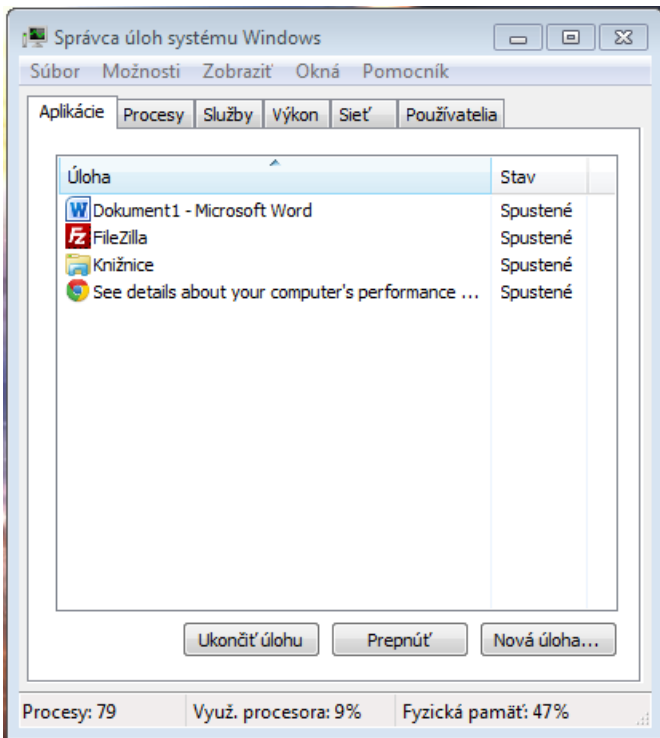 Správca úloh systému Windows
Súbor Možnosti Zobraziť Okná Pomocník
Aplikácie Procesy Služby Výkon Sieť Používatelia
Úloha Stav
Dokument1 - Microsoft Word Spustené
FileZilla Spustené
Knižnice Spustené
See details about your computer's performance ... Spustené
Ukončiť úlohu Prepnúť Nová úloha...
Procesy: 79 Využ. procesora: 9% Fyzická pamäť: 47%